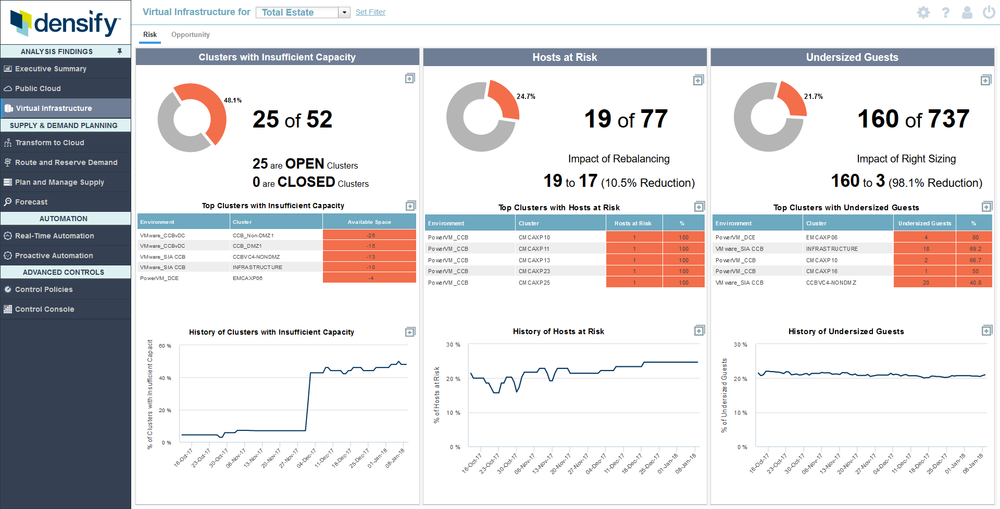 densify™
Virtual Infrastructure for Total Estate Set Filter
Risk Opportunity
ANALYSIS FINDINGS
Executive Summary
Public Cloud
Virtual Infrastructure
SUPPLY & DEMAND PLANNING
Transform to Cloud
Route and Reserve Demand
Plan and Manage Supply
Forecast
AUTOMATION
Real-Time Automation
Proactive Automation
ADVANCED CONTROLS
Control Policies
Control Console
Clusters with Insufficient Capacity
48.1%
25 of 52
25 are OPEN Clusters
0 are CLOSED Clusters
Top Clusters with Insufficient Capacity
Environment Cluster Available Space
VMware_CCBvDC CCB_Non-DMZ1 -25
VMware_CCBvDC CCB_DMZ1 -15
VMware_SIA CCB CCBVC4-NONDMZ -13
VMware_SIA CCB INFRASTRUCTURE -10
PowerVM_DCE EMCAXP06 -4
History of Clusters with Insufficient Capacity
% of Clusters with Insufficient Capacit
60 %
40 %
20 %
0 %
16-Oct-17 23-Oct-17 30-Oct-17 06-Nov-17 13-Nov-17 20-Nov-17 27-Nov-17 04-Dec-17 11-Dec-17 18-Dec-17 25-Dec-17 01-Jan-18 08-Jan-18
Hosts at Risk
24.7%
19 of 77
Impact of Rebalancing
19 to 17 (10.5% Reduction)
Top Clusters with Hosts at Risk
Environment Cluster Hosts at Risk %
PowerVM_CCB CMCAXP10 1 100
PowerVM_CCB CMCAXP11 1 100
PowerVM_CCB CMCAXP13 1 100
PowerVM_CCB CMCAXP23 1 100
PowerVM_CCB CMCAXP25 1 100
History of Hosts at Risk
% of Hosts at Risk
30 %
20 %
10 %
0 %
16-Oct-17 23-Oct-17 30-Oct-17 06-Nov-17 13-Nov-17 20-Nov-17 27-Nov-17 04-Dec-17 11-Dec-17 18-Dec-17 25-Dec-17 01-Jan-18 08-Jan-18
Undersized Guests
21.7%
160 of 737
Impact of Right Sizing
160 to 3 (98.1% Reduction)
Top Clusters with Undersized Guests
Environment Cluster Undersized Guests %
PowerVM_DCE EMCAXP06 4 80
VMware_SIA CCB INFRASTRUCTURE 18 69.2
PowerVM_CCB CMCAXP10 2 66.7
PowerVM_CCB CMCAXP16 1 50
VMware_SIA CCB CCBVC4-NONDMZ 20 40.8
History of Undersized Guests
% of Undersized Guests
30 %
20 %
10 %
0 %
16-Oct-17 23-Oct-17 30-Oct-17 06-Nov-17 13-Nov-17 20-Nov-17 27-Nov-17 04-Dec-17 11-Dec-17 18-Dec-17 25-Dec-17 01-Jan-18 08-Jan-18